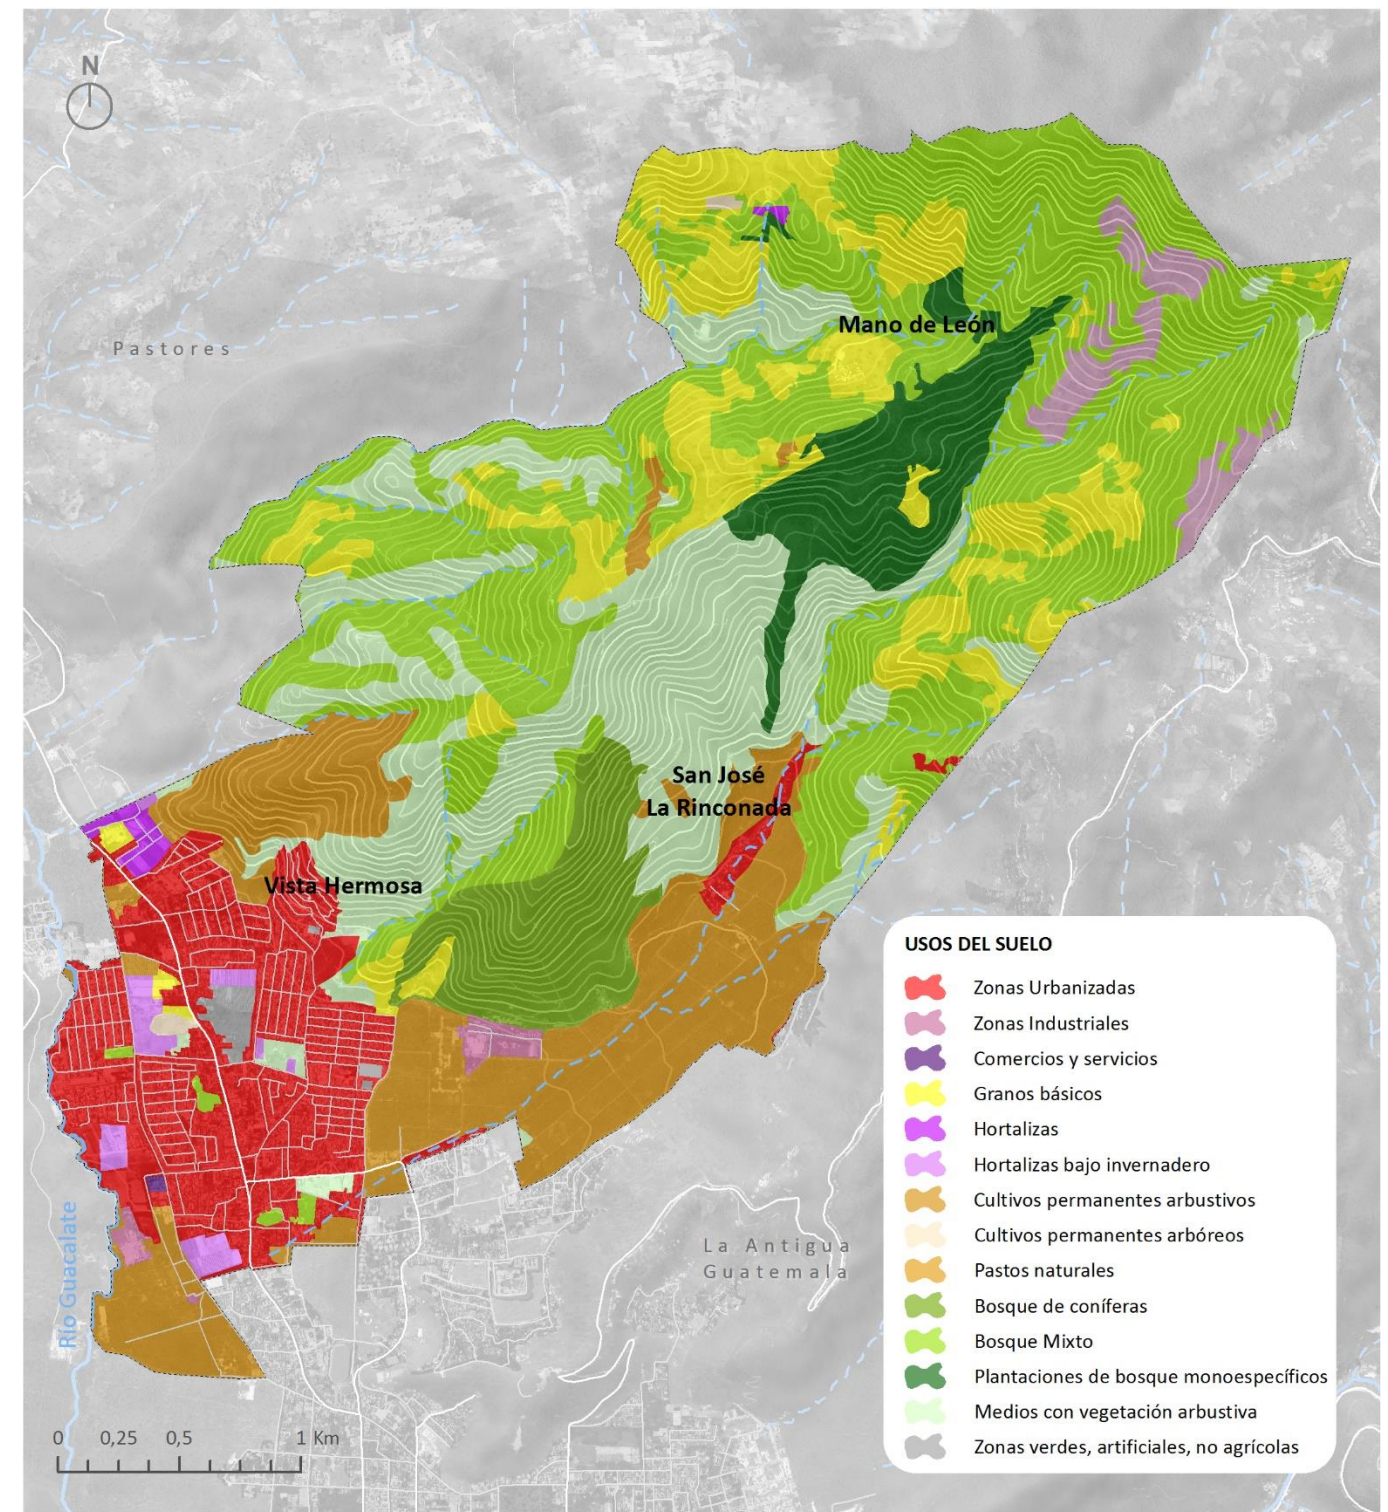 N
Pastores
Mano de León
San José
La Rinconada
Vista Hermosa
USOS DEL SUELO
Zonas Urbanizadas
Zonas Industriales
Comercios y servicios
Granos básicos
Hortalizas
Hortalizas bajo invernadero
Cultivos permanentes arbustivos
Cultivos permanentes arbóreos
Pastos naturales
Bosque de coníferas
Bosque Mixto
Plantaciones de bosque monoespecíficos
Medios con vegetación arbustiva
Zonas verdes, artificiales, no agrícolas
La Antigua
Guatemala
Río Guacalate
0 0,25 0,5 1 Km